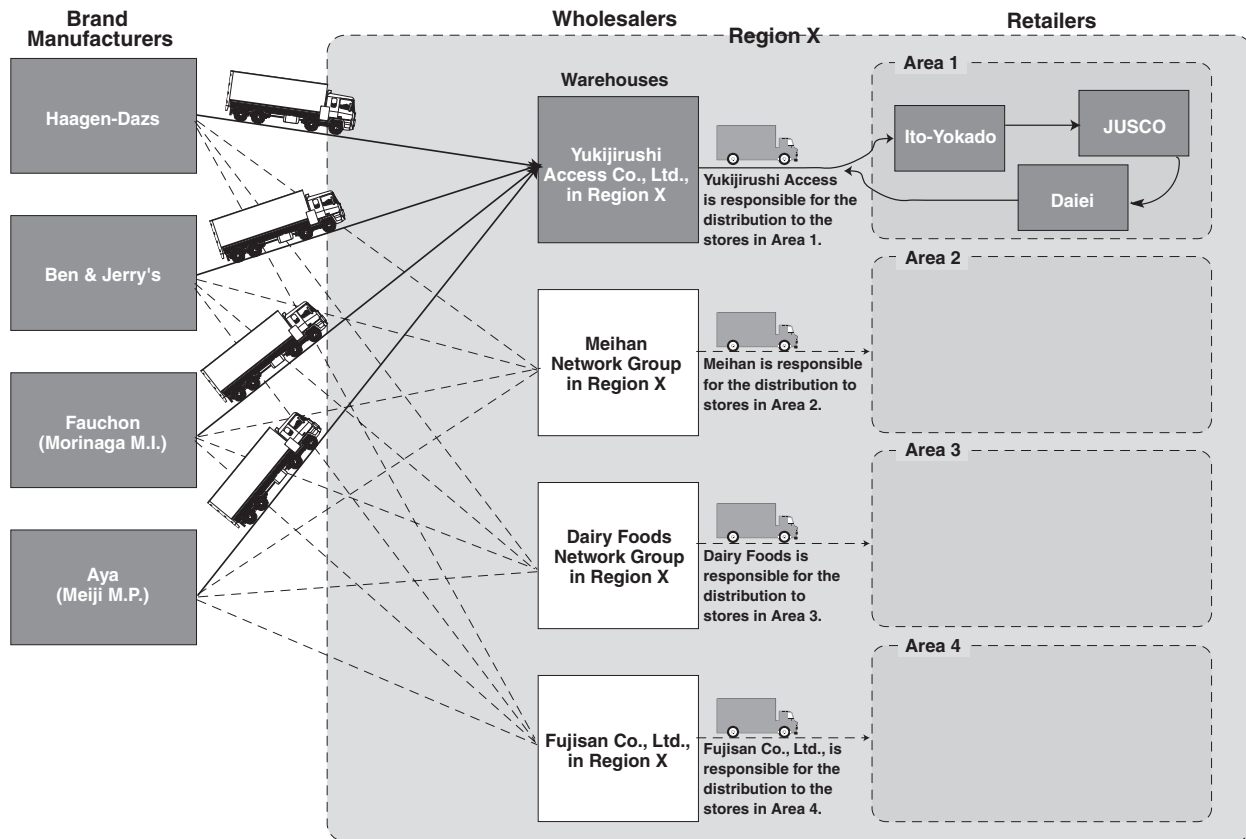 Brand
Manufacturers
Wholesalers
Retailers
Region X
Haagen-Dazs
Ben & Jerry's
Fauchon
(Morinaga M.I.)
Aya
(Meiji M.P.)
Warehouses
Yukijirushi
Access Co., Ltd.,
in Region X
Yukijirushi Access
is responsible for the
distribution to the
stores in Area 1.
Area 1
Ito-Yokado
JUSCO
Daiei
Meihan
Network Group
in Region X
Meihan is responsible
for the distribution to
stores in Area 2.
Area 2
Dairy Foods
Network Group
in Region X
Dairy Foods is
responsible for the
distribution to
stores in Area 3.
Area 3
Fujisan Co., Ltd.,
in Region X
Fujisan Co., Ltd., is
responsible for the
distribution to the
stores in Area 4.
Area 4